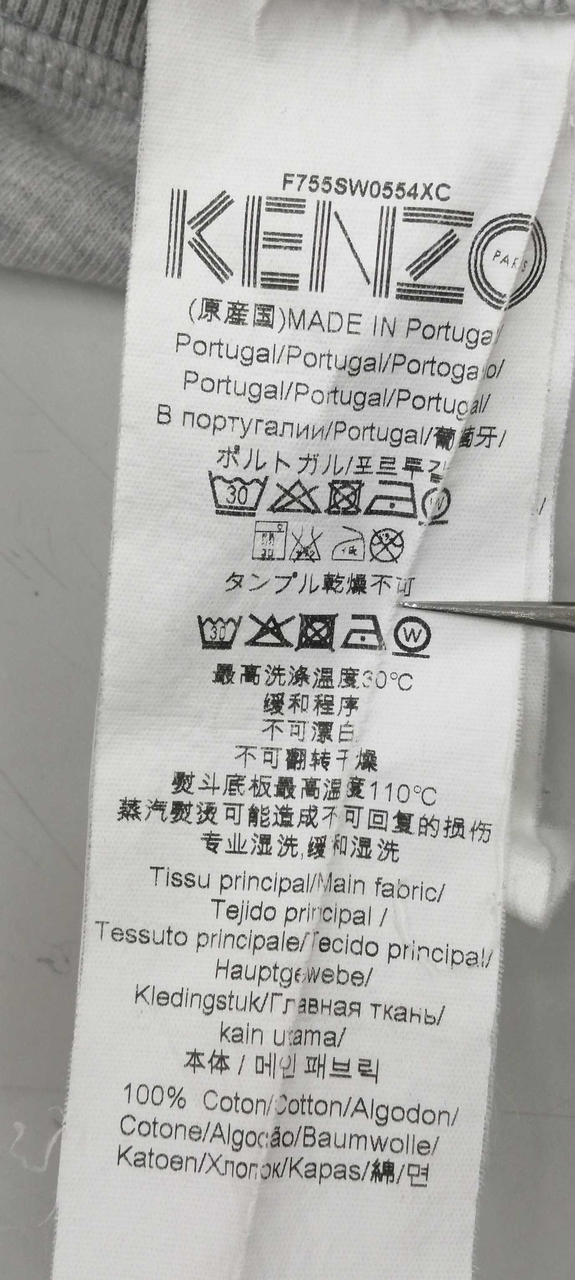 F755SW0554XC
KENZO
PARIS
(原産国)MADE IN Portugal
Portugal/Portugal/Portogallo/
Portugal/Portugal/Portugal/
В португалии/Portugal/葡萄牙/
ポルトガル/포르투갈
30 W
30
タンブル乾燥不可
30 W
最高洗涤温度30°C
缓和程序
不可漂白
不可翻转干燥
熨斗底板最高温度110°C
蒸汽熨烫可能造成不可回复的损伤
专业湿洗,缓和湿洗
Tissu principal/Main fabric/
Tejido principal /
Tessuto principale/Tecido principal/
Hauptgewebe/
Kledingstuk/Главная ткань/
kain utama/
本体 / 메인 패브릭
100% Coton/Cotton/Algodon/
Cotone/Algodão/Baumwolle/
Katoen/Хлопок/Kapas/綿/면